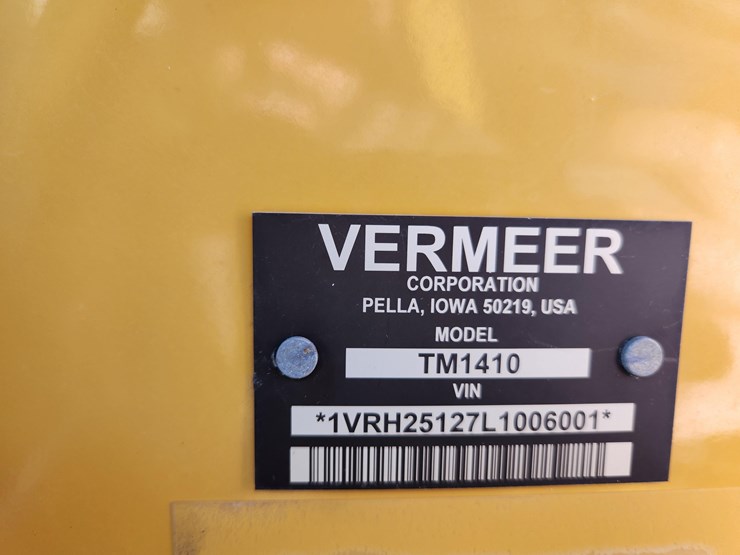 VERMEER
CORPORATION
PELLA, IOWA 50219, USA
MODEL
TM1410
VIN
*1VRH25127L1006001*